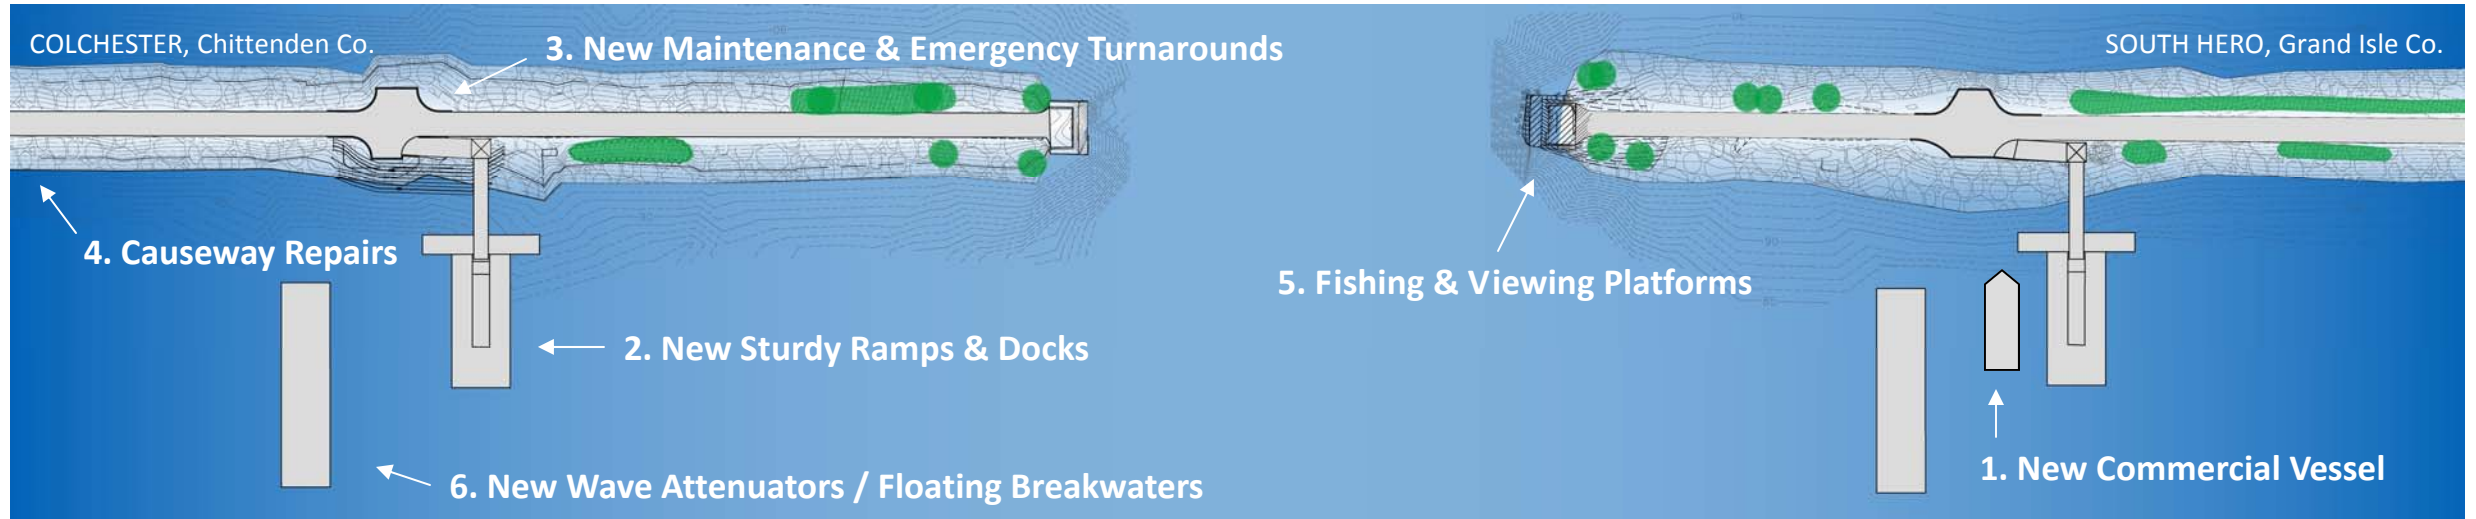 COLCHESTER, Chittenden Co.
3. New Maintenance & Emergency Turnarounds
SOUTH HERO, Grand Isle Co.
4. Causeway Repairs
5. Fishing & Viewing Platforms
2. New Sturdy Ramps & Docks
1. New Commercial Vessel
6. New Wave Attenuators / Floating Breakwaters